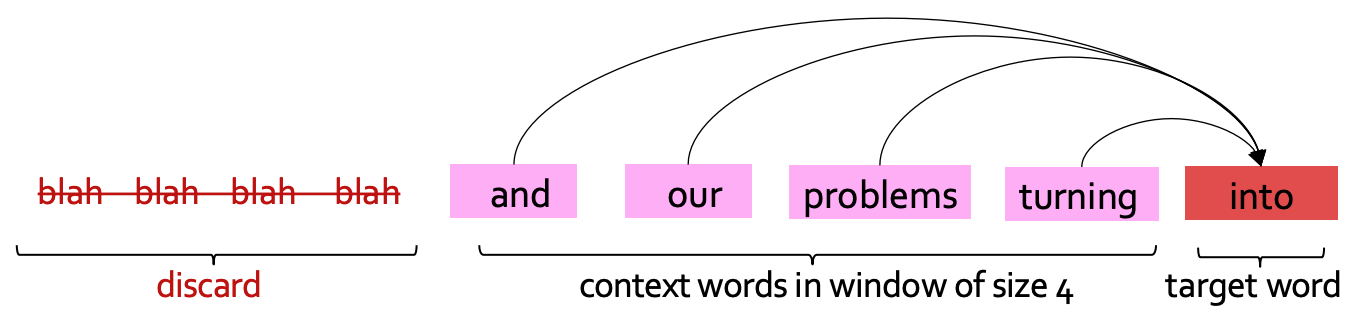 blah blah blah blah and our problems turning into
discard context words in window of size 4 target word